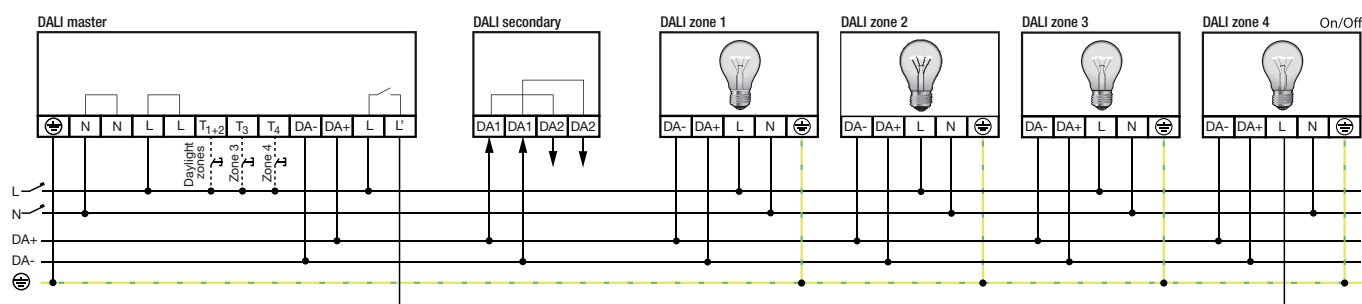 DALI master
DALI secondary
DALI zone 1
DALI zone 2
DALI zone 3
DALI zone 4
On/Off
N N L L T1+2 T3 T4 DA- DA+ L L'
DA1 DA1 DA2 DA2
DA- DA+ L N
DA- DA+ L N
DA- DA+ L N
DA- DA+ L N
Daylight
zones
Zone 3
Zone 4
L
N
DA+
DA-